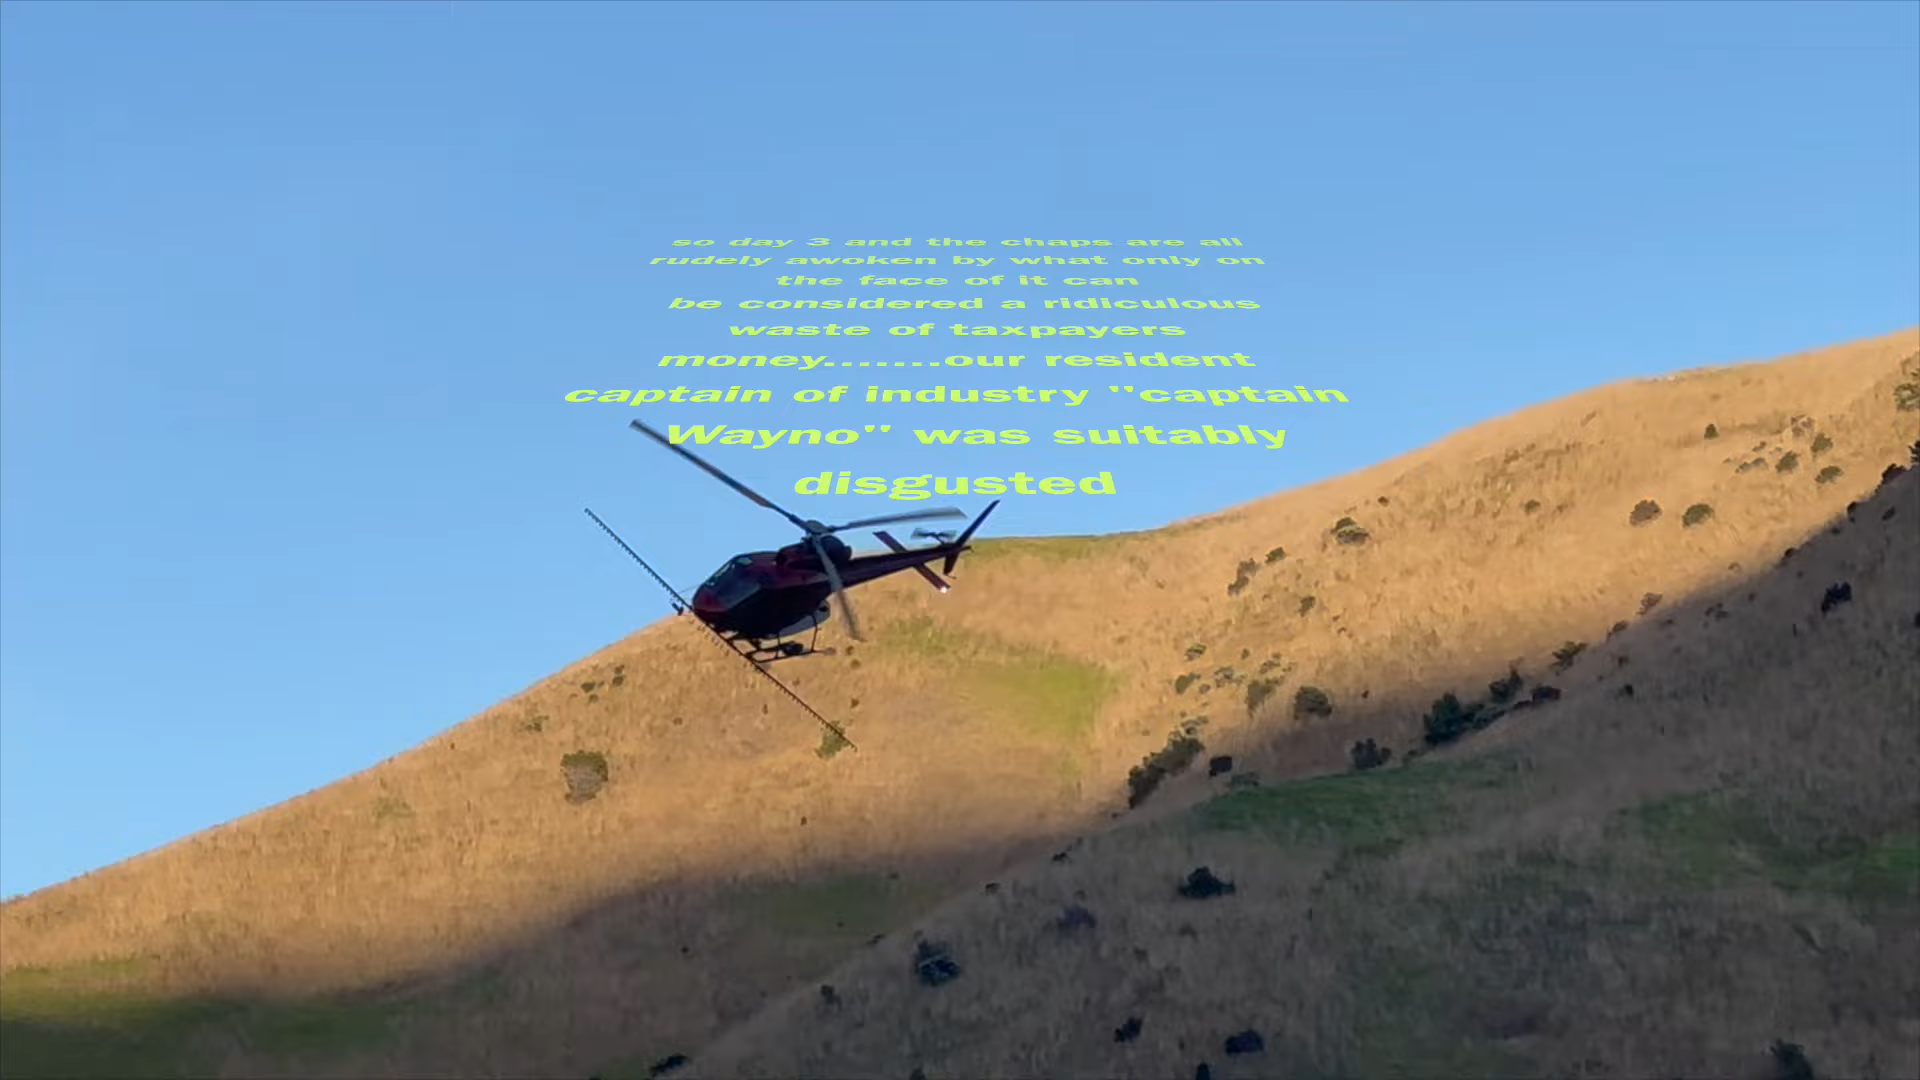 so day 3 and the chaps are all
rudely awoken by what only on
the face of it can
be considered a ridiculous
waste of taxpayers
money.......our resident
captain of industry "captain
Wayno" was suitably
disgusted